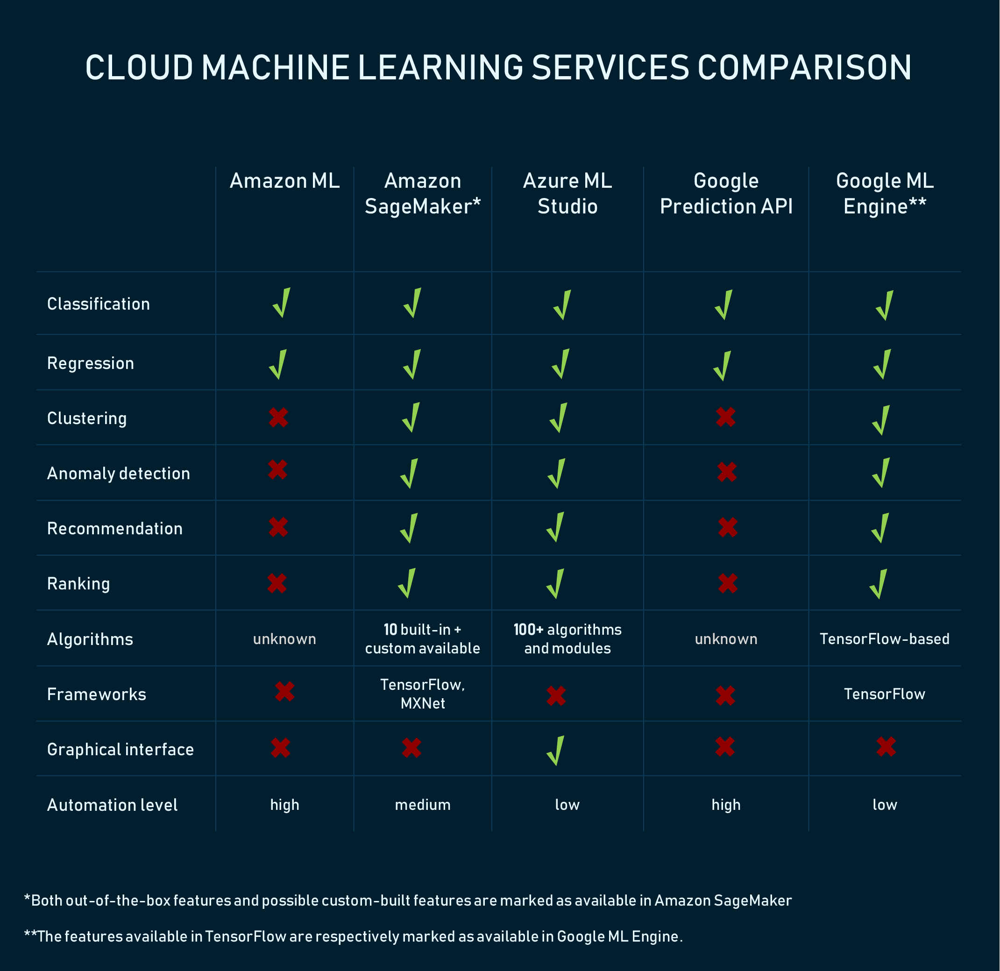 CLOUD MACHINE LEARNING SERVICES COMPARISON
Amazon ML
Amazon
SageMaker*
Azure ML
Studio
Google
Prediction API
Google ML
Engine**
Classification
Regression
Clustering
Anomaly detection
Recommendation
Ranking
Algorithms
unknown
10 built-in +
custom available
100+ algorithms
and modules
unknown
TensorFlow-based
Frameworks
TensorFlow,
MXNet
TensorFlow
Graphical interface
Automation level
high
medium
low
high
low
*Both out-of-the-box features and possible custom-built features are marked as available in Amazon SageMaker
**The features available in TensorFlow are respectively marked as available in Google ML Engine.